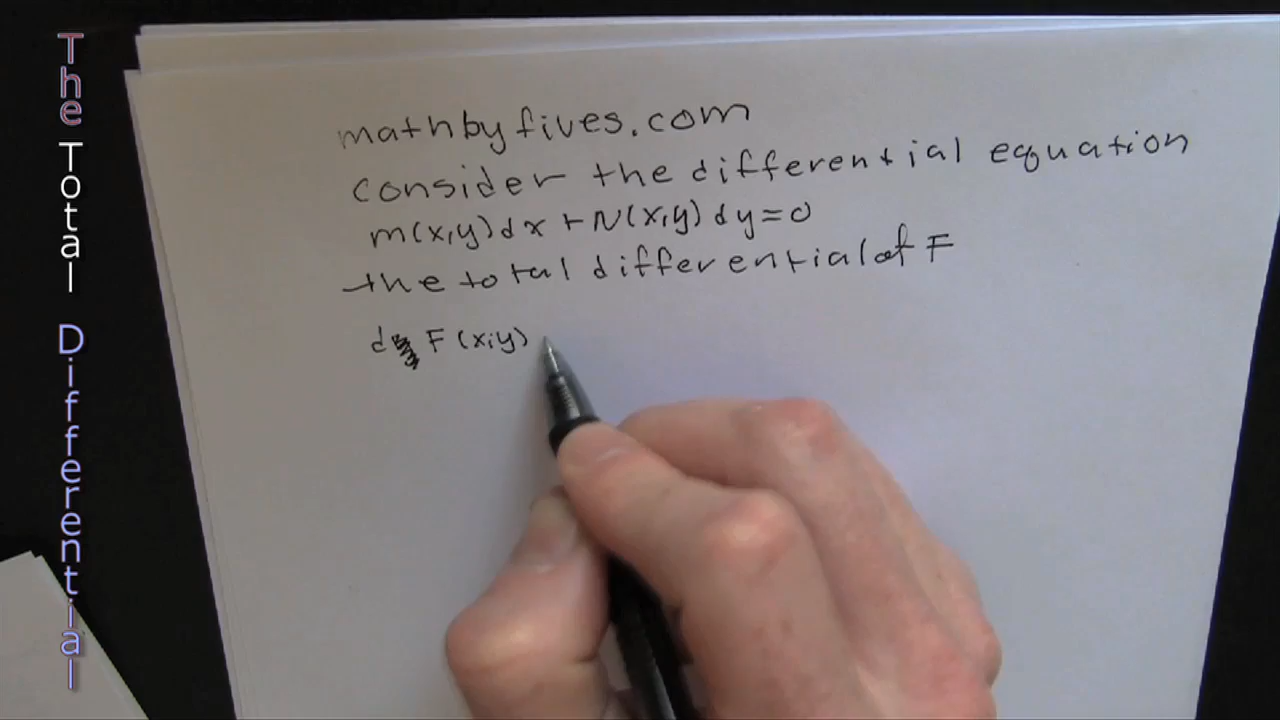 The Total Differential
mathbyfives.com
consider the differential equation
m(x,y)dx + N(x,y)dy=0
the total differential of F
d F(x,y)